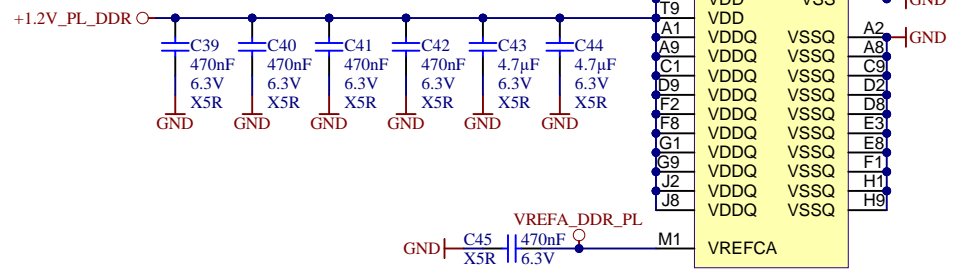 VDD VSS GND
+1.2V_PL_DDR T9 VDD
A1 VDDQ VSSQ A2 GND
C39 C40 C41 C42 C43 C44 A9 VDDQ VSSQ A8
470nF 470nF 470nF 470nF 4.7µF 4.7µF C1 VDDQ VSSQ C9
6.3V 6.3V 6.3V 6.3V 6.3V 6.3V D9 VDDQ VSSQ D2
X5R X5R X5R X5R X5R X5R F2 VDDQ VSSQ D8
GND GND GND GND GND GND F8 VDDQ VSSQ E3
G1 VDDQ VSSQ E8
G9 VDDQ VSSQ F1
J2 VDDQ VSSQ H1
J8 VDDQ VSSQ H9
VREFA_DDR_PL
GND C45 470nF M1 VREFCA
X5R 6.3V